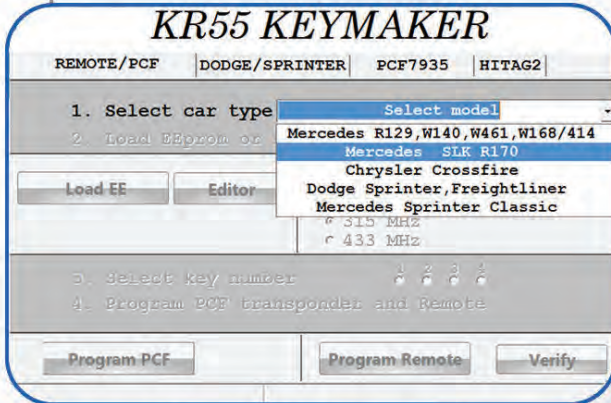 KR55 KEYMAKER
REMOTE/PCF DODGE/SPRINTER PCF7935 HITAG2
1. Select car type Select model
2 Load EEprom or
Mercedes R129,W140,W461,W168/414
Mercedes SLK R170
Chrysler Crossfire
Dodge Sprinter,Freightliner
Mercedes Sprinter Classic
Load EE Editor
315 MHz
433 MHz
3. Select key number 1 2 3 4
4. Program PCF transponder and Remote
Program PCF Program Remote Verify